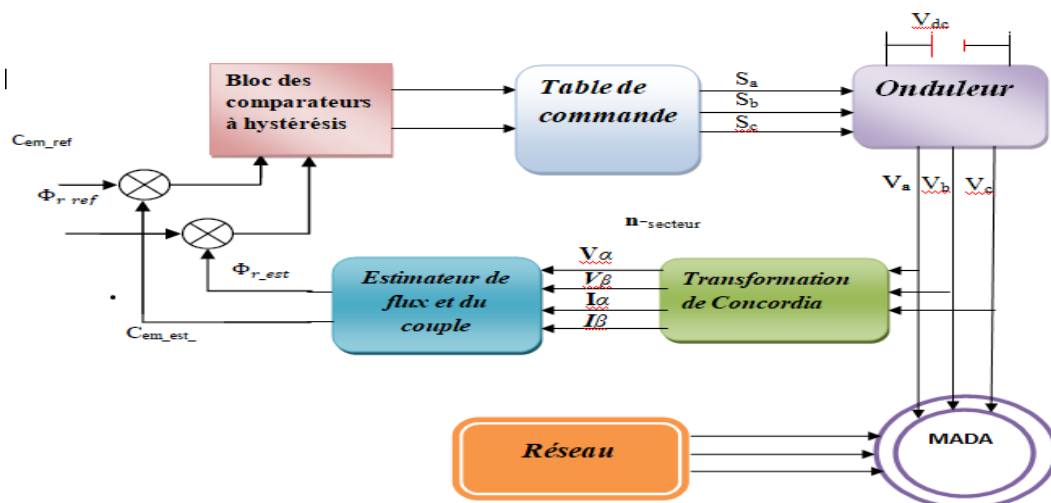 V_dc
Bloc des
comparateurs
à hystérésis
Table de
commande
S_a
S_b
S_c
Onduleur
C_em_ref
Φ_r ref
V_a
V_b
V_c
n-secteur
Φ_r_est
Estimateur de
flux et du
couple
Vα
Vβ
Iα
Iβ
Transformation
de Concordia
C_em_est_
Réseau
MADA